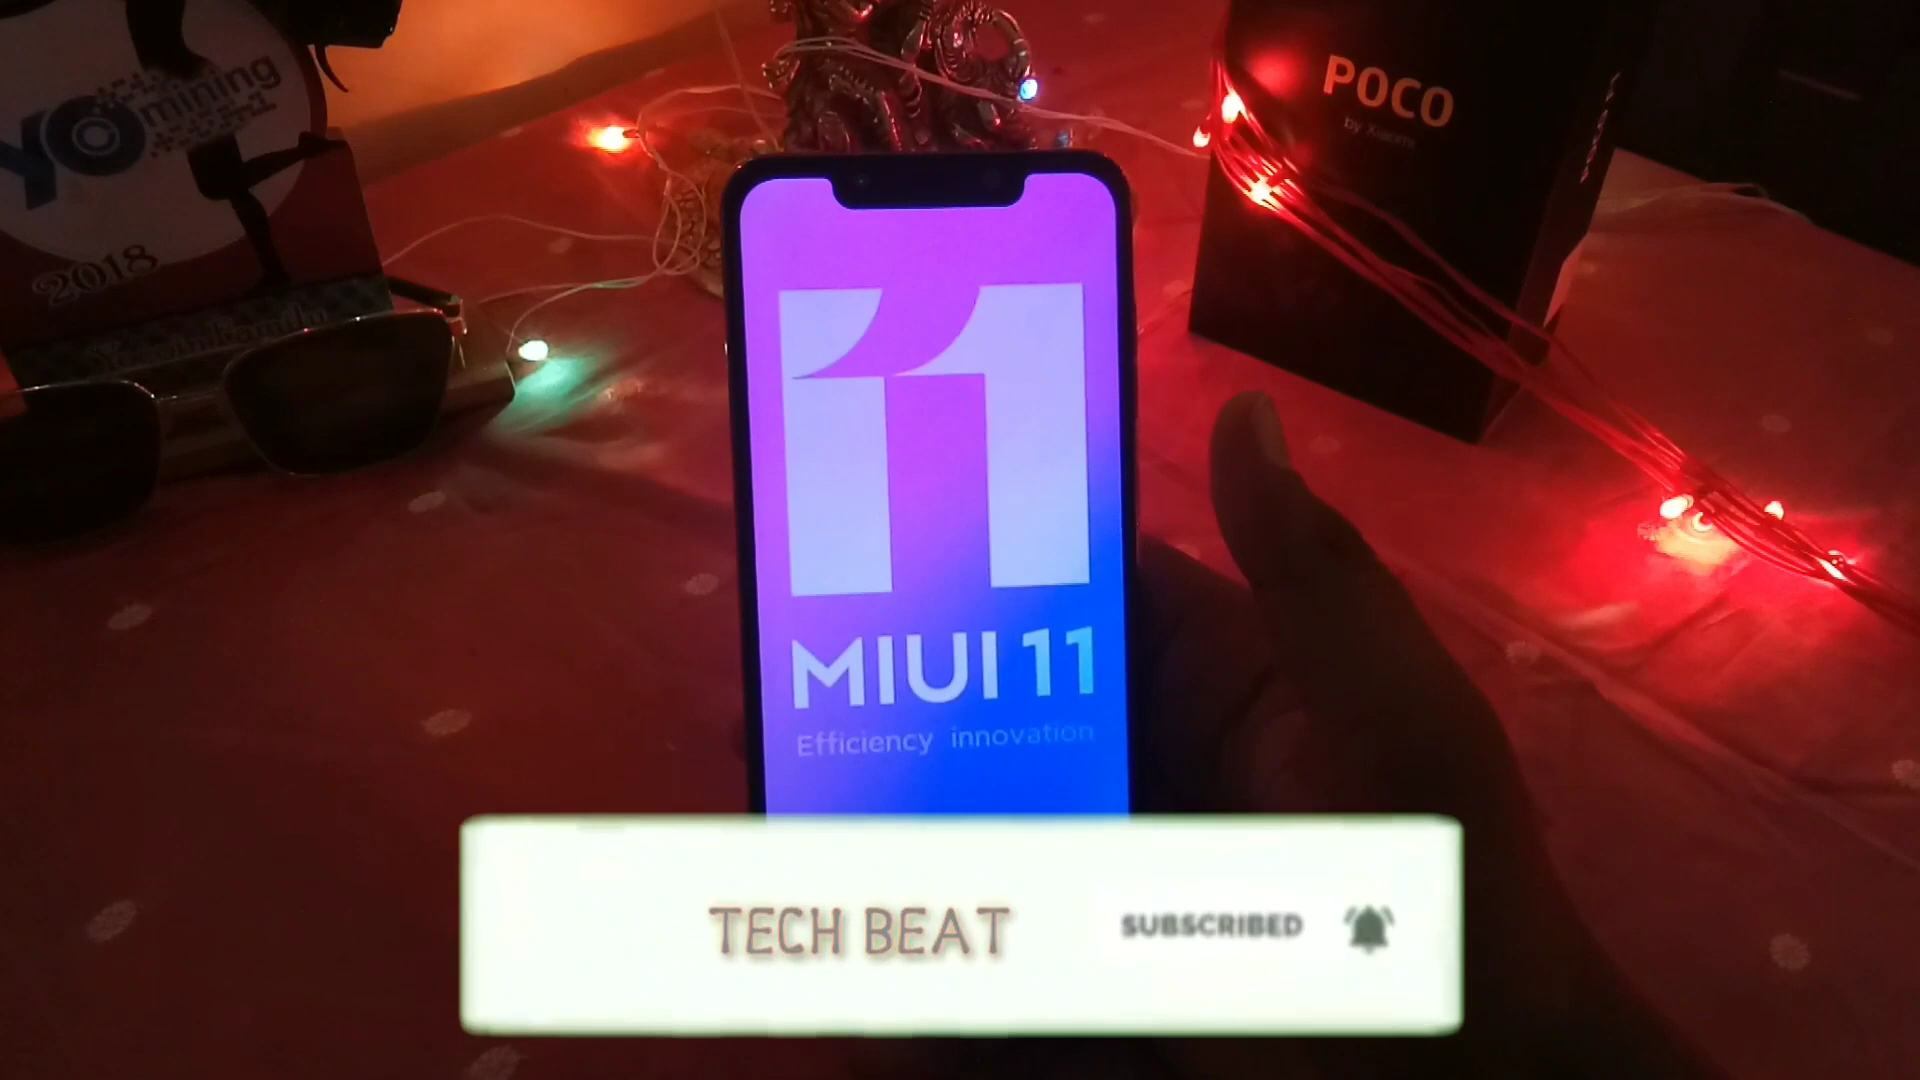 YO mining
2018
POCO
by Xiaomi
11
MIUI 11
Efficiency innovation
TECH BEAT
SUBSCRIBED